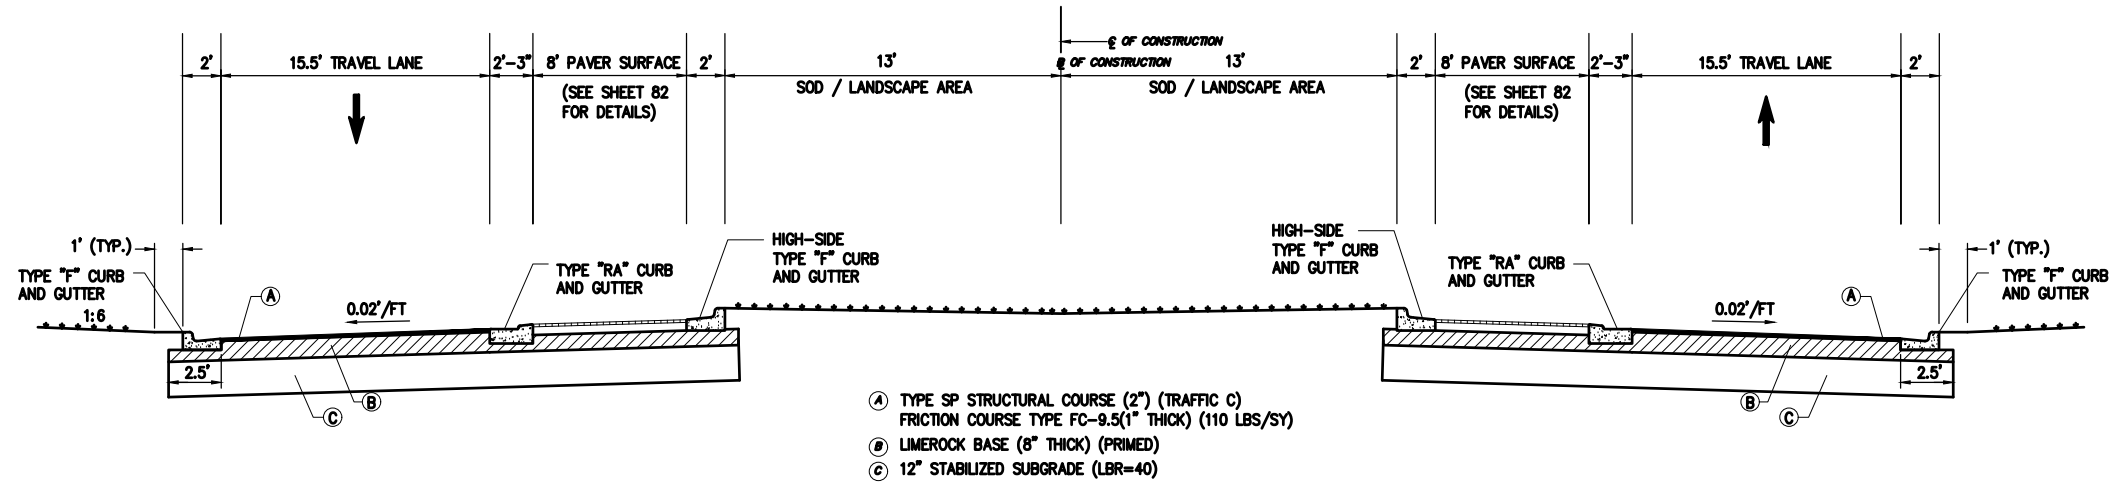 ℄ OF CONSTRUCTION
2' 15.5' TRAVEL LANE 2'-3" 8' PAVER SURFACE 2' 13' ⅊ OF CONSTRUCTION 13' 2' 8' PAVER SURFACE 2'-3" 15.5' TRAVEL LANE 2'
(SEE SHEET 82
FOR DETAILS)
SOD / LANDSCAPE AREA
SOD / LANDSCAPE AREA
(SEE SHEET 82
FOR DETAILS)
1' (TYP.)
TYPE "F" CURB
AND GUTTER
1:6
A
0.02'/FT
TYPE "RA" CURB
AND GUTTER
HIGH-SIDE
TYPE "F" CURB
AND GUTTER
HIGH-SIDE
TYPE "F" CURB
AND GUTTER
TYPE "RA" CURB
AND GUTTER
0.02'/FT
A
1' (TYP.)
TYPE "F" CURB
AND GUTTER
2.5'
B
C
2.5'
B
C
A TYPE SP STRUCTURAL COURSE (2") (TRAFFIC C)
FRICTION COURSE TYPE FC-9.5(1" THICK) (110 LBS/SY)
B LIMEROCK BASE (8" THICK) (PRIMED)
C 12" STABILIZED SUBGRADE (LBR=40)